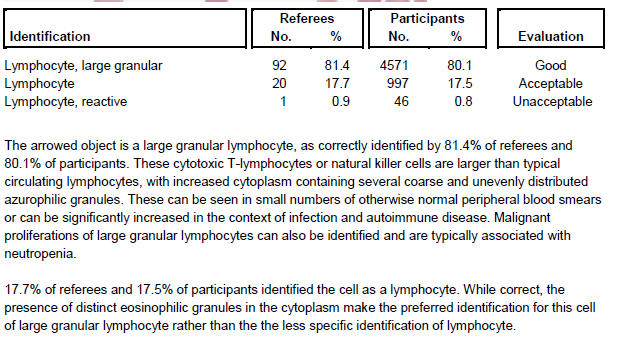 Referees Participants
Identification No. % No. % Evaluation
Lymphocyte, large granular 92 81.4 4571 80.1 Good
Lymphocyte 20 17.7 997 17.5 Acceptable
Lymphocyte, reactive 1 0.9 46 0.8 Unacceptable
The arrowed object is a large granular lymphocyte, as correctly identified by 81.4% of referees and
80.1% of participants. These cytotoxic T-lymphocytes or natural killer cells are larger than typical
circulating lymphocytes, with increased cytoplasm containing several coarse and unevenly distributed
azurophilic granules. These can be seen in small numbers of otherwise normal peripheral blood smears
or can be significantly increased in the context of infection and autoimmune disease. Malignant
proliferations of large granular lymphocytes can also be identified and are typically associated with
neutropenia.
17.7% of referees and 17.5% of participants identified the cell as a lymphocyte. While correct, the
presence of distinct eosinophilic granules in the cytoplasm make the preferred identification for this cell
of large granular lymphocyte rather than the the less specific identification of lymphocyte.